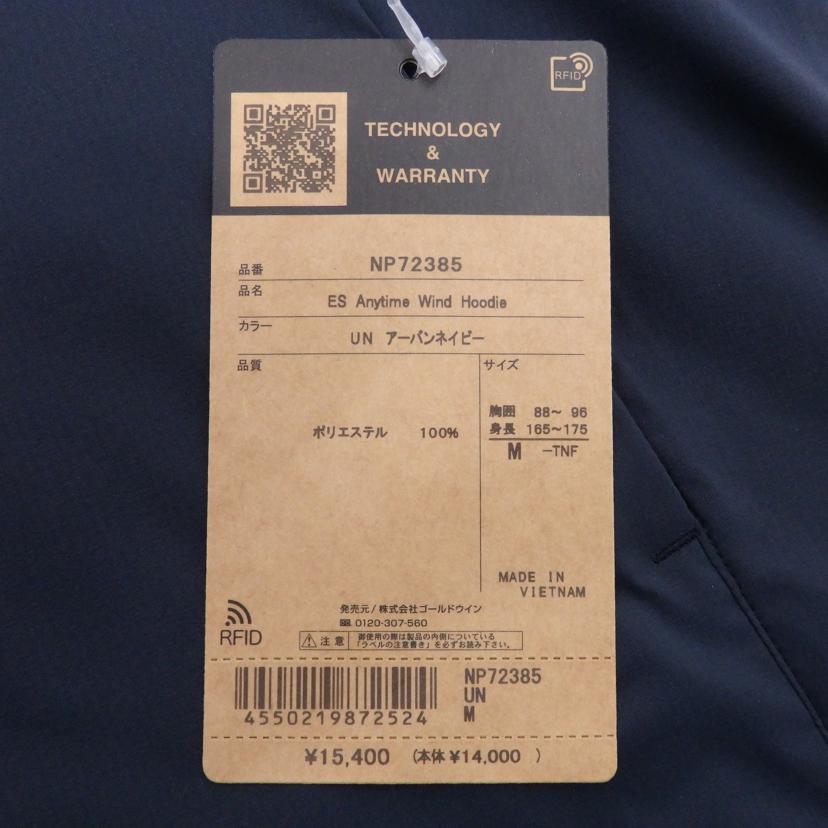 RFID
TECHNOLOGY
&
WARRANTY
品番 NP72385
品名 ES Anytime Wind Hoodie
カラー UN アーバンネイビー
品質
ポリエステル 100%
サイズ
胸囲 88～ 96
身長 165～175
M -TNF
MADE IN
VIETNAM
RFID
発売元/株式会社ゴールドウイン
0120-307-560
注意 御使用の際は製品の内側についている
「ラベルの注意書き」を必ずお読み下さい。
4550219872524
NP72385
UN
M
¥15,400 (本体¥14,000 )